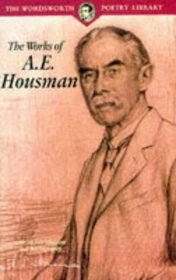 THE WORDSWORTH POETRY LIBRARY
The Works of
A.E.
Housman